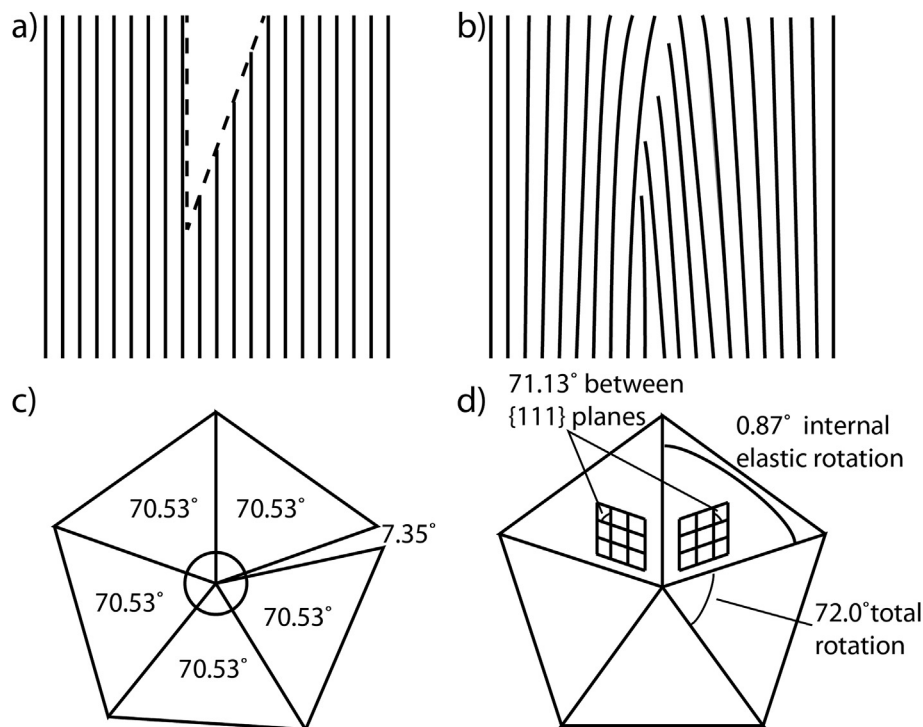 a)
b)
c)
70.53˚
70.53˚
7.35˚
70.53˚
70.53˚
70.53˚
d)
71.13˚ between
{111} planes
0.87˚ internal
elastic rotation
72.0˚total
rotation